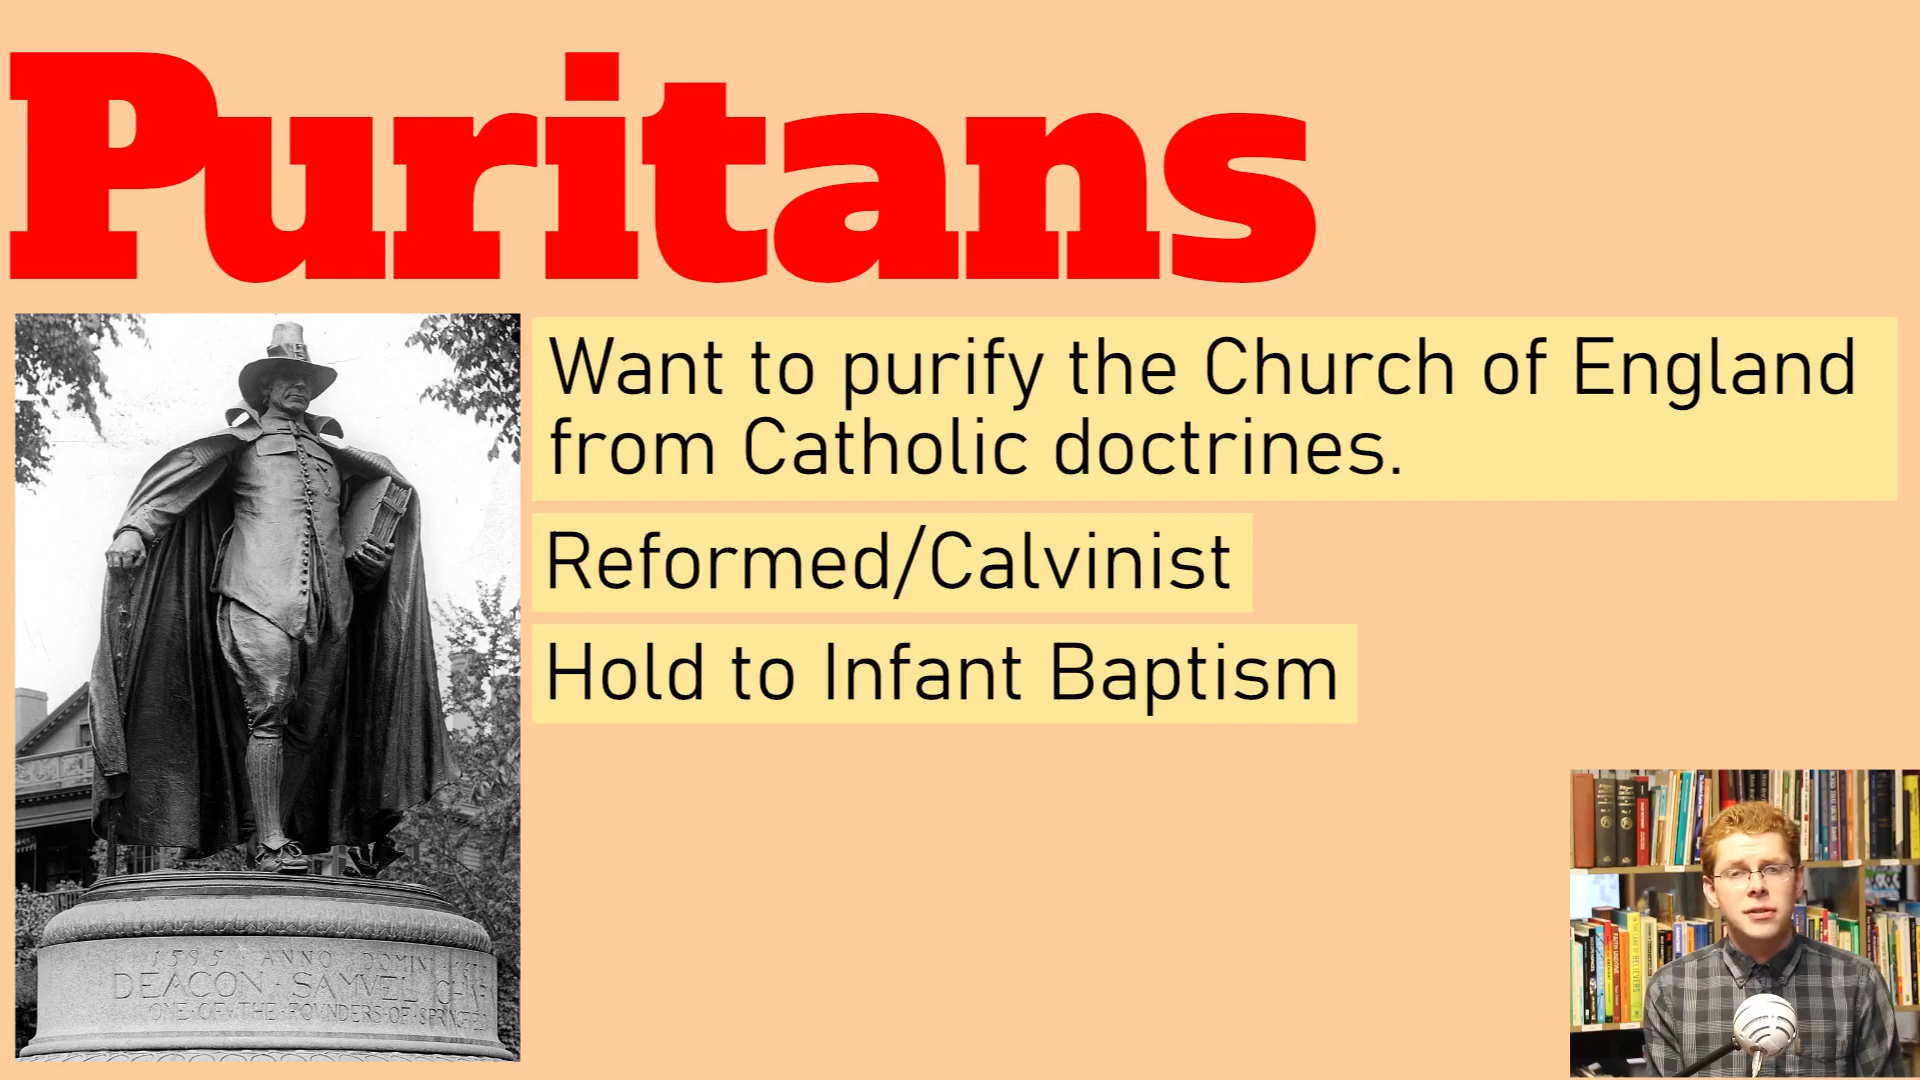 Puritans
Want to purify the Church of England
from Catholic doctrines.
Reformed/Calvinist
Hold to Infant Baptism
1595 ANNO DOMINI
DEACON · SAMVEL
ONE·OF·THE·FOVNDERS·OF·